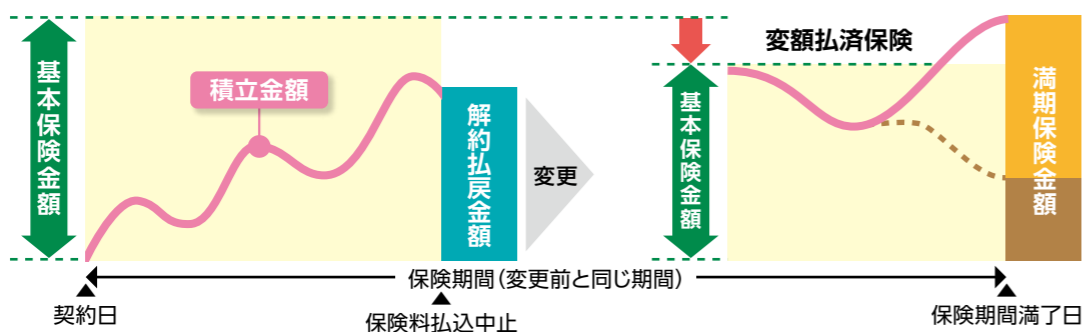 基本保険金額
積立金額
解約払戻金額
変更
変額払済保険
基本保険金額
満期保険金額
保険期間(変更前と同じ期間)
契約日
保険料払込中止
保険期間満了日